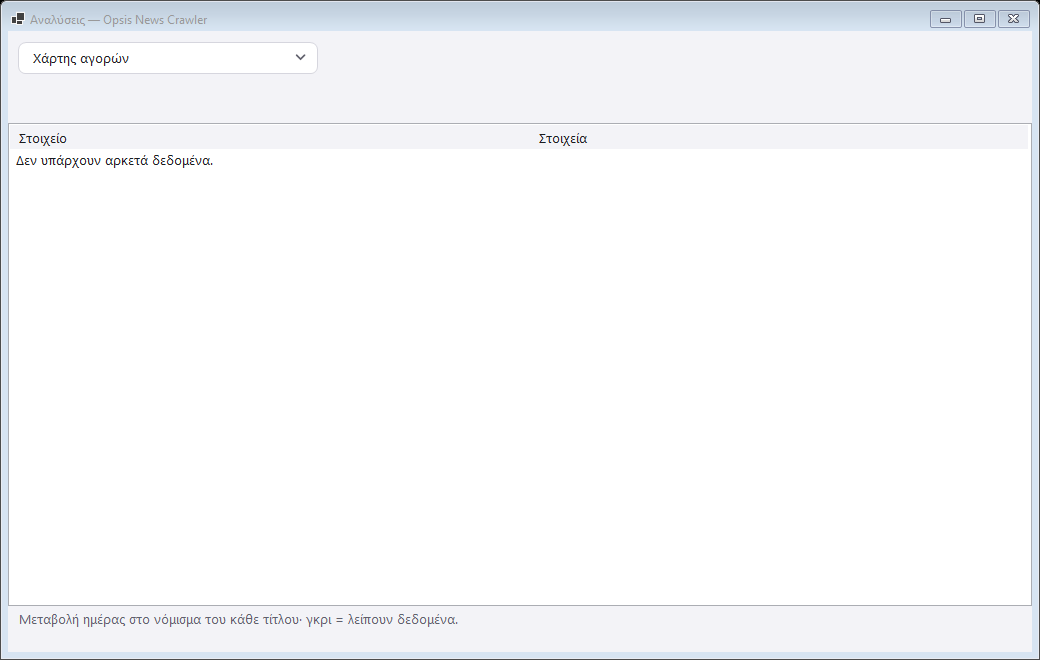 Αναλύσεις — Opsis News Crawler
Χάρτης αγορών
Στοιχείο Στοιχεία
Δεν υπάρχουν αρκετά δεδομένα.
Μεταβολή ημέρας στο νόμισμα του κάθε τίτλου· γκρι = λείπουν δεδομένα.